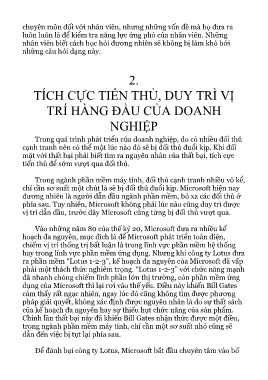 chuyên môn đối với nhân viên, nhưng những vấn đề mà họ đưa ra
luôn luôn là để kiểm tra năng lực ứng phó của nhân viên. Những
nhân viên biết cách học hỏi đương nhiên sẽ không bị làm khó bởi
những câu hỏi dạng này.
2.
TÍCH CỰC TIẾN THỦ, DUY TRÌ VỊ
TRÍ HÀNG ĐẦU CỦA DOANH
NGHIỆP
Trong quá trình phát triển của doanh nghiệp, do có nhiều đối thủ
cạnh tranh nên có thể một lúc nào đó sẽ bị đối thủ đuổi kịp. Khi đối
mặt với thất bại phải biết tìm ra nguyên nhân của thất bại, tích cực
tiến thủ để sớm vượt qua đối thủ.
Trong ngành phần mềm máy tính, đối thủ cạnh tranh nhiều vô kể,
chỉ cần sơ suất một chút là sẽ bị đối thủ đuổi kịp. Microsoft hiện nay
đương nhiên là người dẫn đầu ngành phần mềm, bỏ xa các đối thủ ở
phía sau. Tuy nhiên, Microsoft không phải lúc nào cũng duy trì được
vị trí dẫn đầu, trước đây Microsoft cũng từng bị đối thủ vượt qua.
Vào những năm 80 của thế kỷ 20, Microsoft đưa ra nhiều kế
hoạch đa nguyên, mục đích là để Microsoft phát triển toàn diện,
chiếm vị trí thống trị bất luận là trong lĩnh vực phần mềm hệ thống
hay trong lĩnh vực phần mềm ứng dụng. Nhưng khi công ty Lotus đưa
ra phần mềm "Lotus 1-2-3", kế hoạch đa nguyên của Microsoft đã vấp
phải một thách thức nghiêm trọng. "Lotus 1-2-3" với chức năng mạnh
đã nhanh chóng chiếm lĩnh phần lớn thị trường, còn phần mềm ứng
dụng của Microsoft thì lại rơi vào thế yếu. Điều này khiến Bill Gates
cảm thấy rất ngạc nhiên, ngay lúc đó cũng không tìm được phương
pháp giải quyết, không xác định được nguyên nhân là do sự thất sách
của kế hoạch đa nguyên hay sự thiếu hụt chức năng của sản phẩm.
Chính lần thất bại này đã khiến Bill Gates nhận thức được một điều,
trong ngành phần mềm máy tính, chỉ cần một sơ suất nhỏ cũng sẽ
dẫn đến việc bị tụt lại phía sau.
Để đánh bại công ty Lotus, Microsoft bắt đầu chuyên tâm vào bố